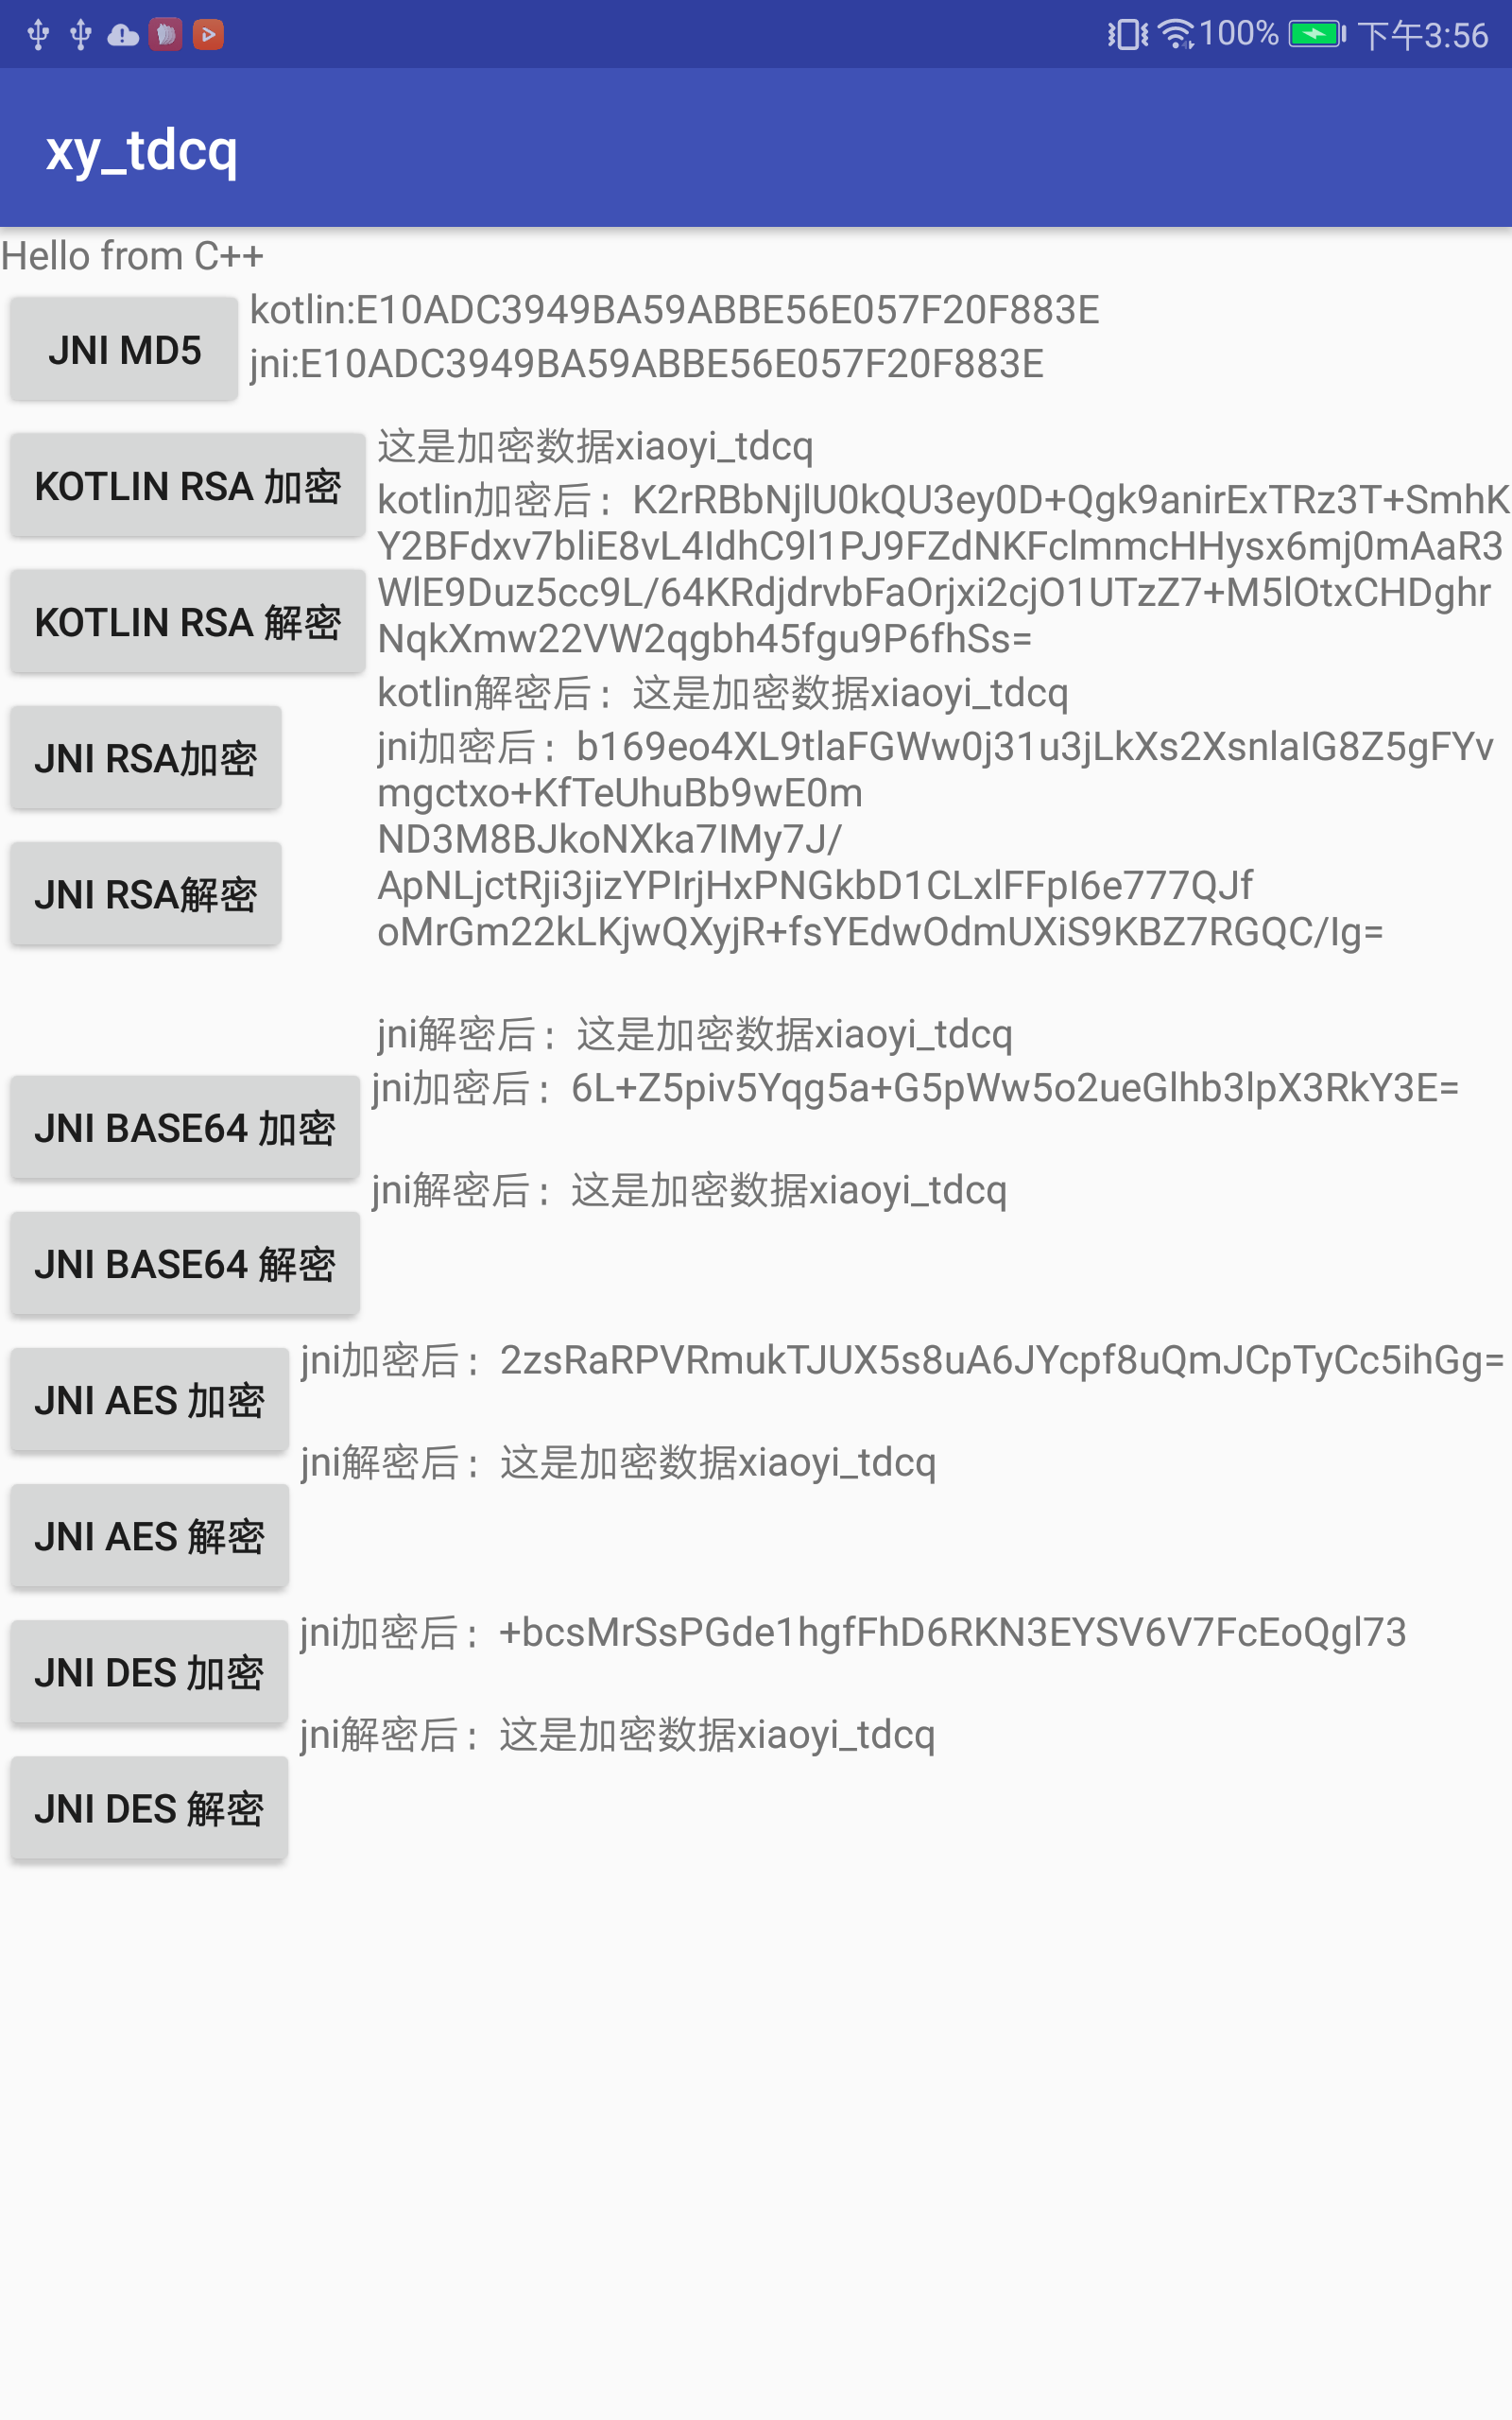 100% 下午3:56
xy_tdcq
Hello from C++
JNI MD5
kotlin:E10ADC3949BA59ABBE56E057F20F883E
jni:E10ADC3949BA59ABBE56E057F20F883E
KOTLIN RSA 加密
KOTLIN RSA 解密
JNI RSA加密
JNI RSA解密
这是加密数据xiaoyi_tdcq
kotlin加密后：K2rRBbNjlU0kQU3ey0D+Qgk9anirExTRz3T+SmhK
Y2BFdxv7bliE8vL4IdhC9l1PJ9FZdNKFclmmcHHysx6mj0mAaR3
WlE9Duz5cc9L/64KRdjdrvbFaOrjxi2cjO1UTzZ7+M5lOtxCHDghr
NqkXmw22VW2qgbh45fgu9P6fhSs=
kotlin解密后：这是加密数据xiaoyi_tdcq
jni加密后：b169eo4XL9tlaFGWw0j31u3jLkXs2XsnlaIG8Z5gFYv
mgctxo+KfTeUhuBb9wE0m
ND3M8BJkoNXka7IMy7J/
ApNLjctRji3jizYPIrjHxPNGkbD1CLxlFFpI6e777QJf
oMrGm22kLKjwQXyjR+fsYEdwOdmUXiS9KBZ7RGQC/Ig=
jni解密后：这是加密数据xiaoyi_tdcq
JNI BASE64 加密
JNI BASE64 解密
jni加密后：6L+Z5piv5Yqg5a+G5pWw5o2ueGlhb3lpX3RkY3E=
jni解密后：这是加密数据xiaoyi_tdcq
JNI AES 加密
JNI AES 解密
jni加密后：2zsRaRPVRmukTJUX5s8uA6JYcpf8uQmJCpTyCc5ihGg=
jni解密后：这是加密数据xiaoyi_tdcq
JNI DES 加密
JNI DES 解密
jni加密后：+bcsMrSsPGde1hgfFhD6RKN3EYSV6V7FcEoQgl73
jni解密后：这是加密数据xiaoyi_tdcq